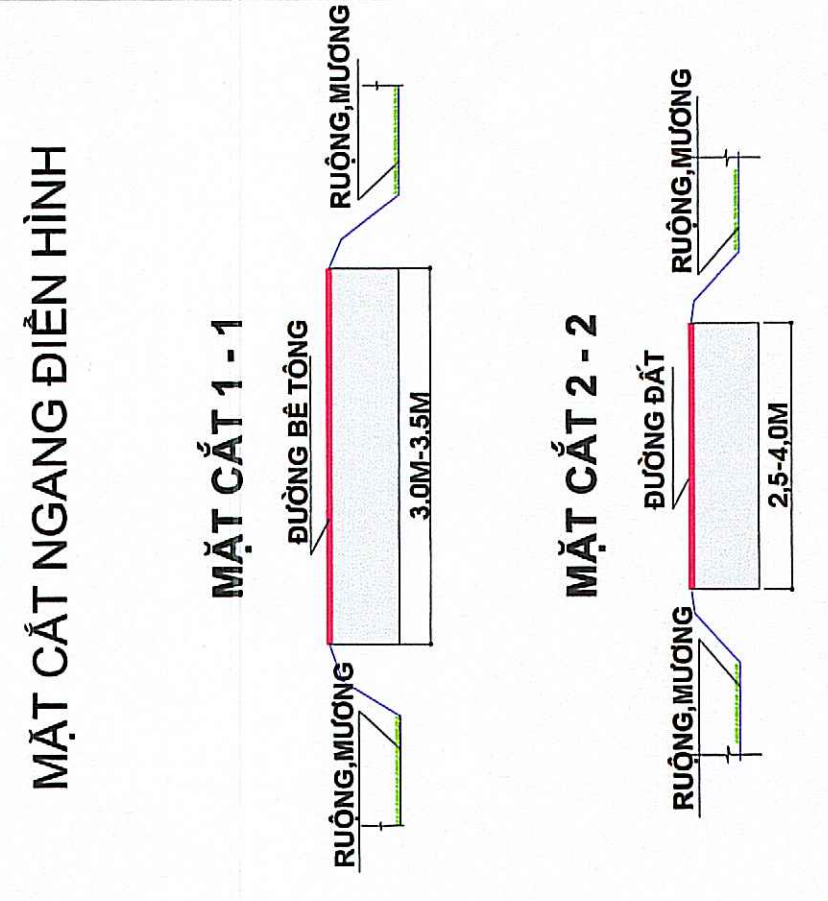 MẶT CẮT NGANG ĐIỂN HÌNH
MẶT CẮT 1 - 1
RUỘNG,MƯƠNG
ĐƯỜNG BÊ TÔNG
RUỘNG,MƯƠNG
3.0M-3.5M
MẶT CẮT 2 - 2
RUỘNG,MƯƠNG
ĐƯỜNG ĐẤT
RUỘNG,MƯƠNG
2,5-4,0M